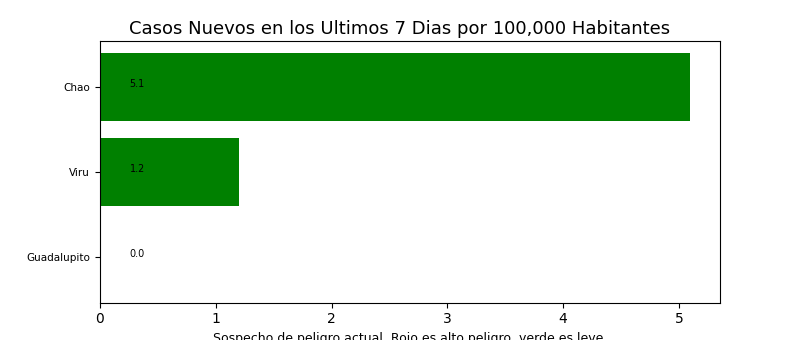 Casos Nuevos en los Ultimos 7 Dias por 100,000 Habitantes
Chao
5.1
Viru
1.2
Guadalupito
0.0
0 1 2 3 4 5
Sospecho de peligro actual. Rojo es alto peligro, verde es leve